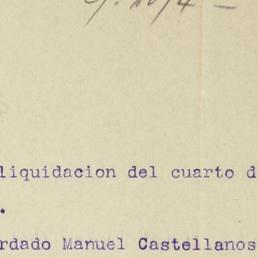 liquidacion del cuarto d
.
rdado Manuel Castellanos